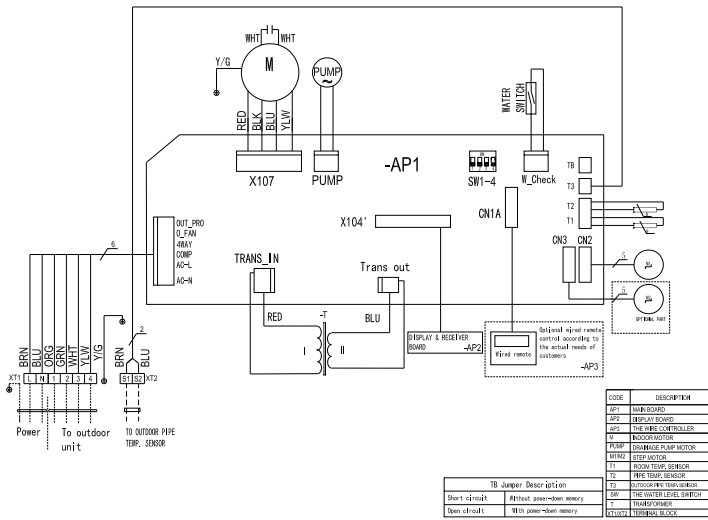 WHT WHT
Y/G
M
PUMP
~
RED
BLK
BLU
YLW
WATER
SWITCH
X107
PUMP
-AP1
SW1-4
W_Check
TB
T3
T2
T1
CN1A
X104'
CN3 CN2
OUT_PRO
O_FAN
4WAY
COMP
AC-L
AC-N
6
TRANS_IN
Trans out
RED
-T
BLU
I
II
5
5
OPTIONAL PART
DISPLAY & RECEIVER
BOARD
-AP2
Wired remote
Optional wired remote
control according to
the actual needs of
customers
-AP3
2
BRN
BLU
ORG
GRN
WHT
YLW
Y/G
BRN
BLU
XT1 L N 1 2 3 4
S1 S2 XT2
Power
To outdoor
unit
TO OUTDOOR PIPE
TEMP. SENSOR
CODE DESCRIPTION
AP1 MAIN BOARD
AP2 DISPLAY BOARD
AP3 THE WIRE CONTROLLER
M INDOOR MOTOR
PUMP DRAINAGE PUMP MOTOR
M1/M2 STEP MOTOR
T1 ROOM TEMP. SENSOR
T2 PIPE TEMP. SENSOR
T3 OUTDOOR PIPE TEMP. SENSOR
SW THE WATER LEVEL SWITCH
T TRANSFORMER
XT1/XT2 TERMINAL BLOCK
TB Jumper Description
Short circuit Without power-down memory
Open circuit With power-down memory